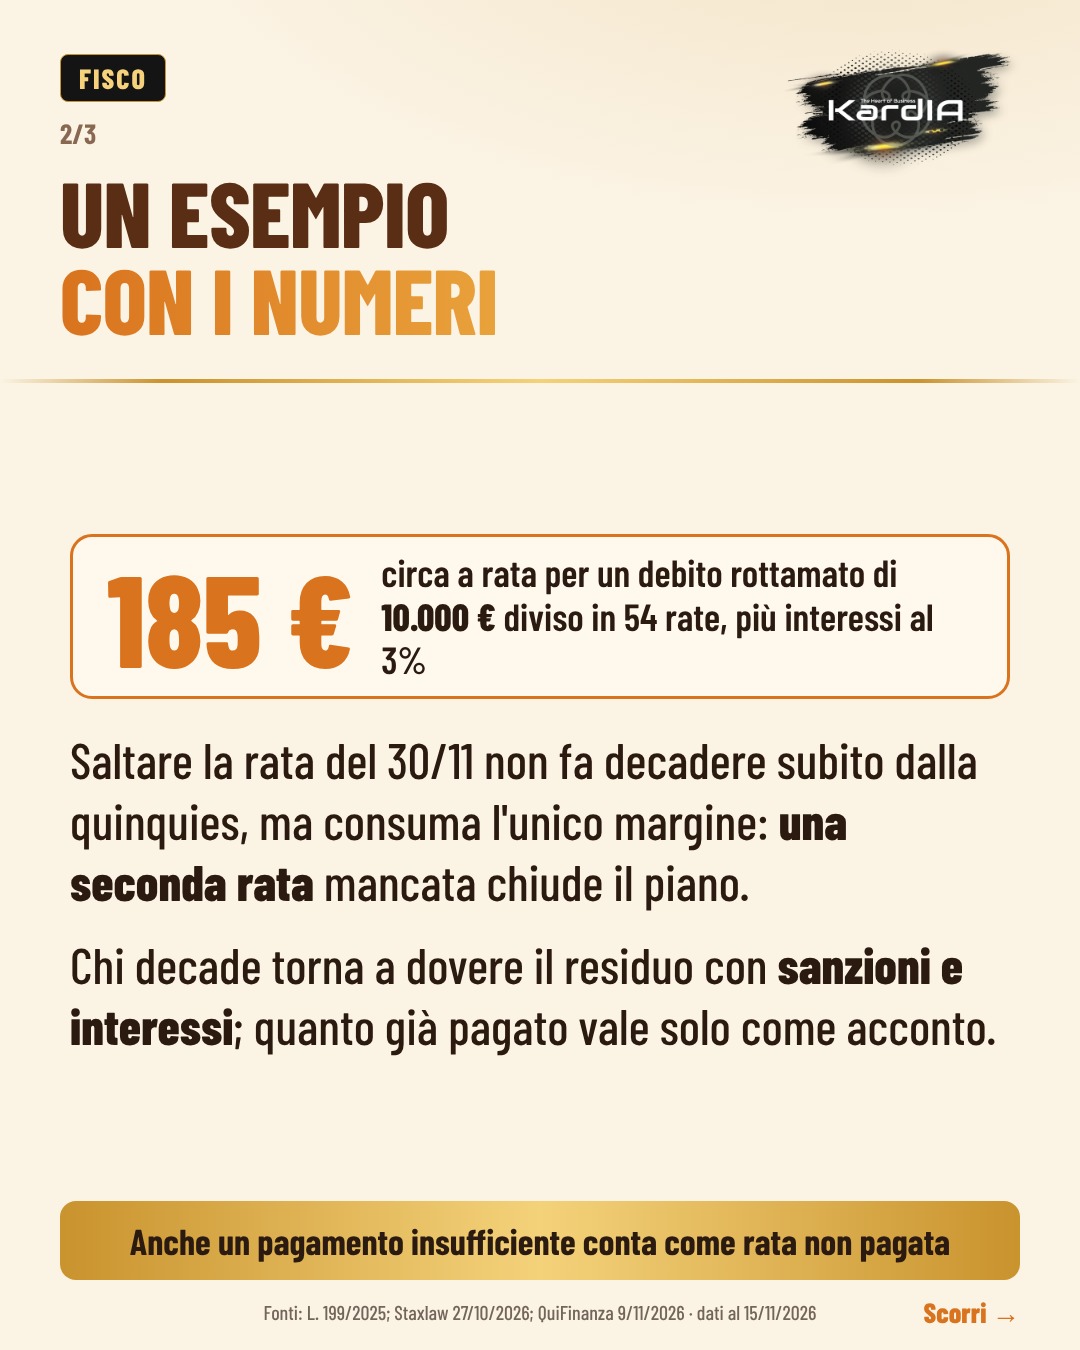 FISCO
2/3
The Heart of Business
KardIA
UN ESEMPIO
CON I NUMERI
185 €
circa a rata per un debito rottamato di
10.000 € diviso in 54 rate, più interessi al
3%
Saltare la rata del 30/11 non fa decadere subito dalla
quinquies, ma consuma l'unico margine: una
seconda rata mancata chiude il piano.
Chi decade torna a dovere il residuo con sanzioni e
interessi; quanto già pagato vale solo come acconto.
Anche un pagamento insufficiente conta come rata non pagata
Fonti: L. 199/2025; Staxlaw 27/10/2026; QuiFinanza 9/11/2026 · dati al 15/11/2026
Scorri →